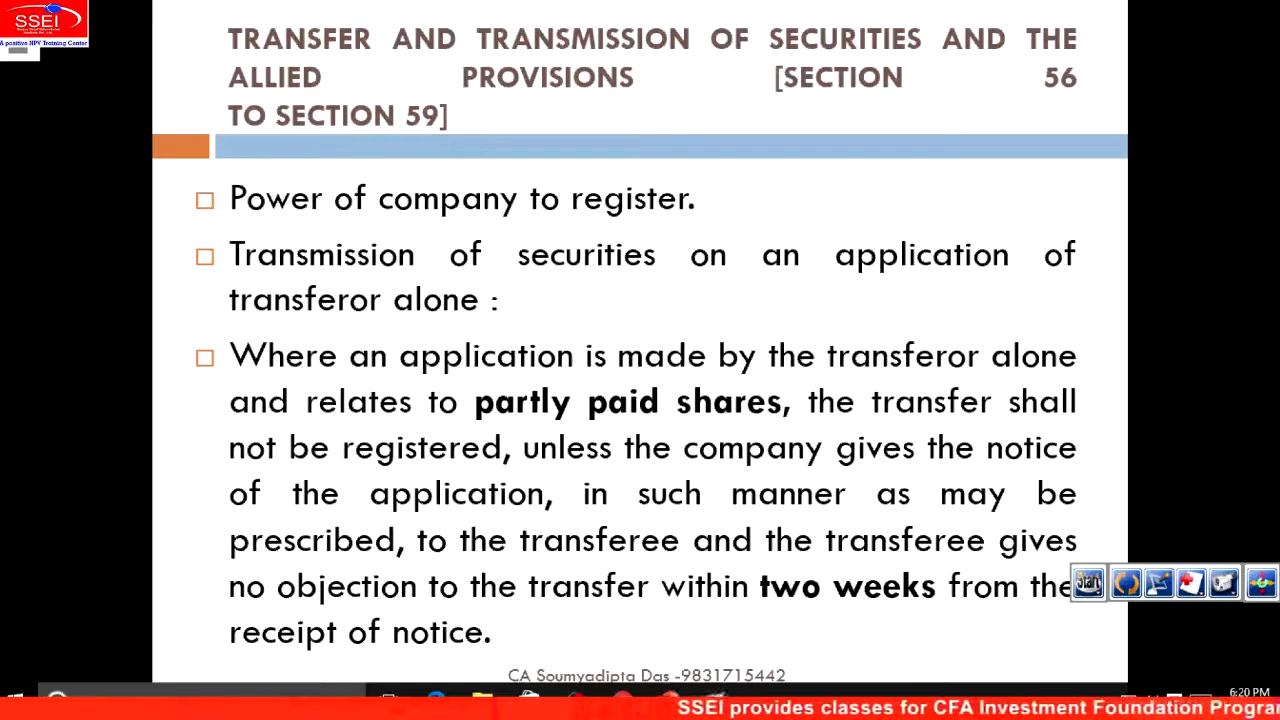 SSEI
A positive NPV Training Center
TRANSFER AND TRANSMISSION OF SECURITIES AND THE
ALLIED PROVISIONS [SECTION 56
TO SECTION 59]
Power of company to register.
Transmission of securities on an application of
transferor alone :
Where an application is made by the transferor alone
and relates to partly paid shares, the transfer shall
not be registered, unless the company gives the notice
of the application, in such manner as may be
prescribed, to the transferee and the transferee gives
no objection to the transfer within two weeks from the
receipt of notice.
Start
CA Soumyadipta Das -9831715442
6:20 PM
SSEI provides classes for CFA Investment Foundation Progra